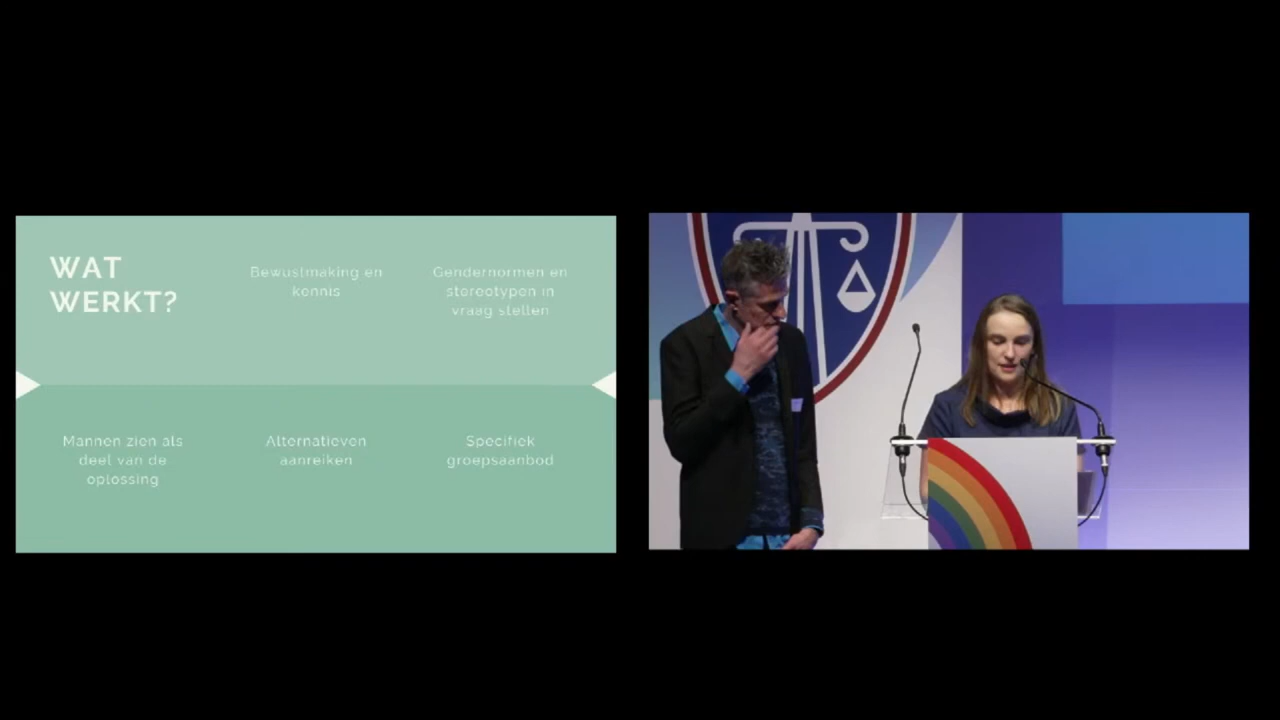 WAT
WERKT?
Bewustmaking en
kennis
Gendernormen en
stereotypen in
vraag stellen
Mannen zien als
deel van de
oplossing
Alternatieven
aanreiken
Specifiek
groepsaanbod